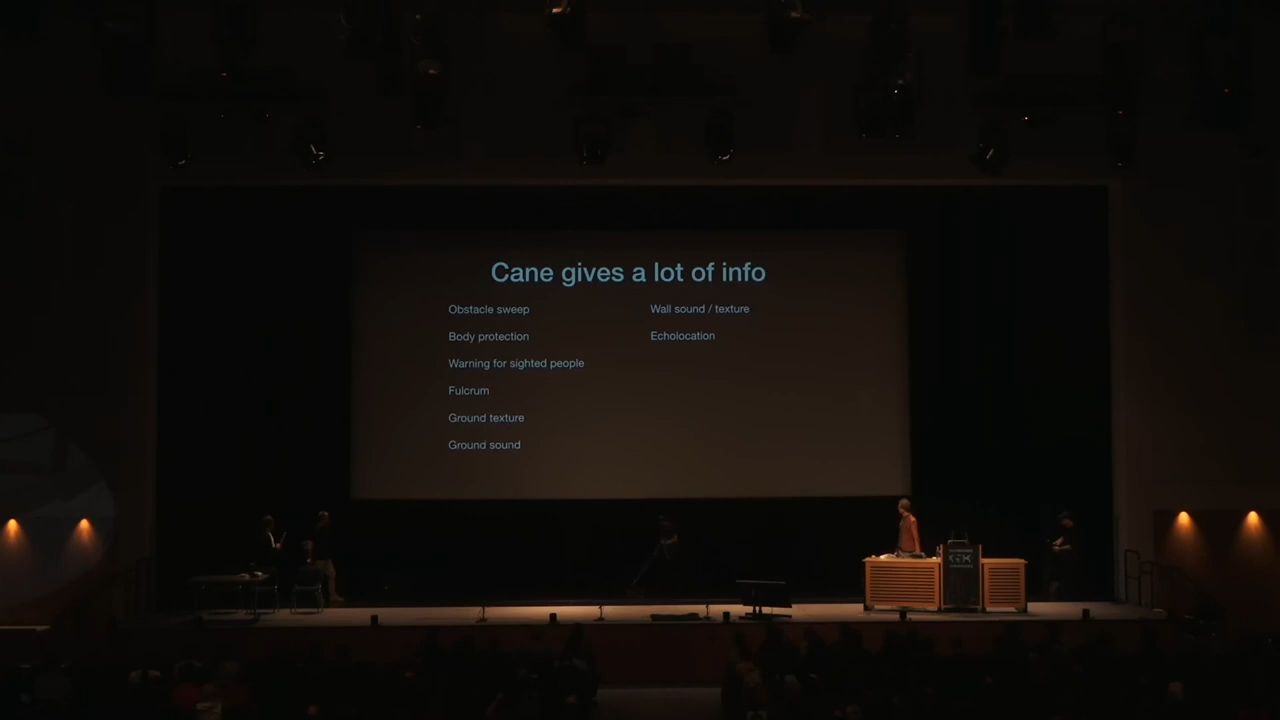 Cane gives a lot of info
Obstacle sweep
Body protection
Warning for sighted people
Fulcrum
Ground texture
Ground sound
Wall sound / texture
Echolocation